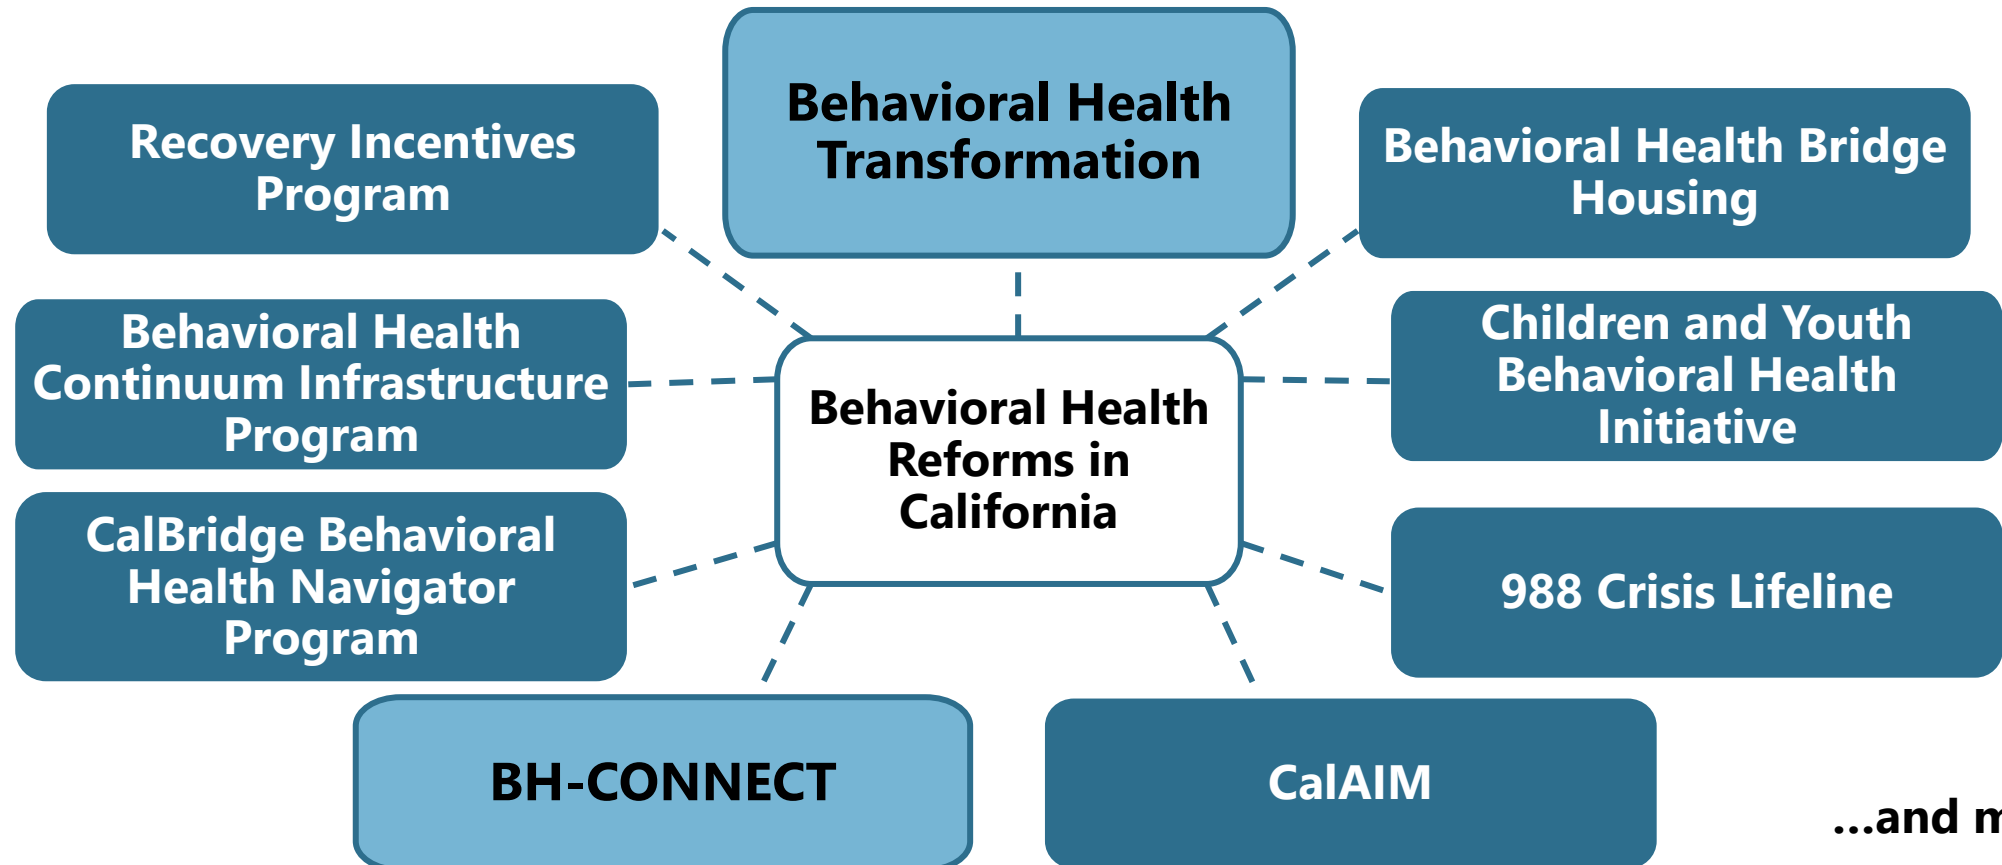 Behavioral Health
Transformation
Recovery Incentives
Program
Behavioral Health Bridge
Housing
Behavioral Health
Continuum Infrastructure
Program
Children and Youth
Behavioral Health
Initiative
Behavioral Health
Reforms in
California
CalBridge Behavioral
Health Navigator
Program
988 Crisis Lifeline
BH-CONNECT
CalAIM
...and